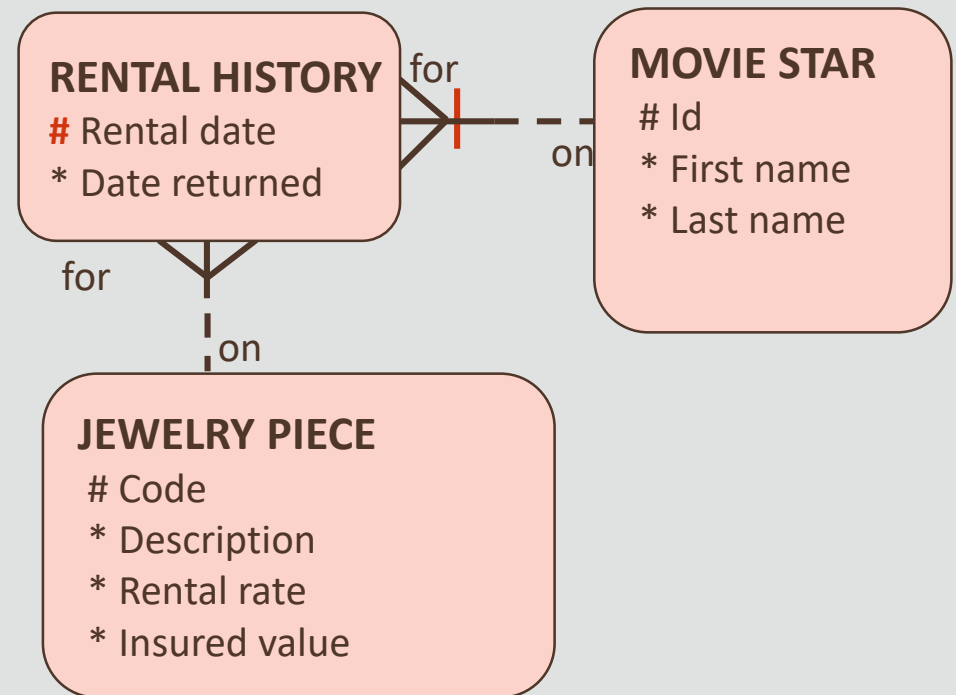 RENTAL HISTORY
# Rental date
* Date returned
for
on
MOVIE STAR
# Id
* First name
* Last name
for
on
JEWELRY PIECE
# Code
* Description
* Rental rate
* Insured value